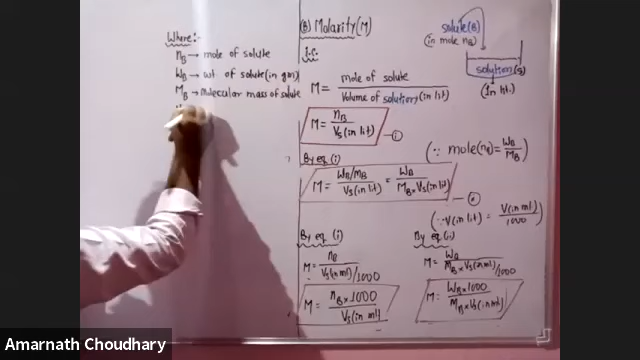 Where:-
nB → mole of solute
WB → wt of solute (in gm)
MB → Molecular mass of solute
(B) Molarity (M)
i.e.
M = mole of solute / Volume of solution (in lit)
M = nB / Vs (in lit) — (i)
By eq (i)
M = WB/MB / Vs (in lit) = WB / MB × Vs (in lit)
(∵ mole (nB) = WB / MB)
(∵ V (in lit) = V (in ml) / 1000)
By eq. (i)
M = nB / Vs (in ml) / 1000
M = nB × 1000 / Vs (in ml)
By eq. (ii)
M = WB / MB × Vs (in ml) / 1000
M = WB × 1000 / MB × Vs (in ml)
solute (B)
(in mole nB)
solution (s)
(in lit.)
Amarnath Choudhary